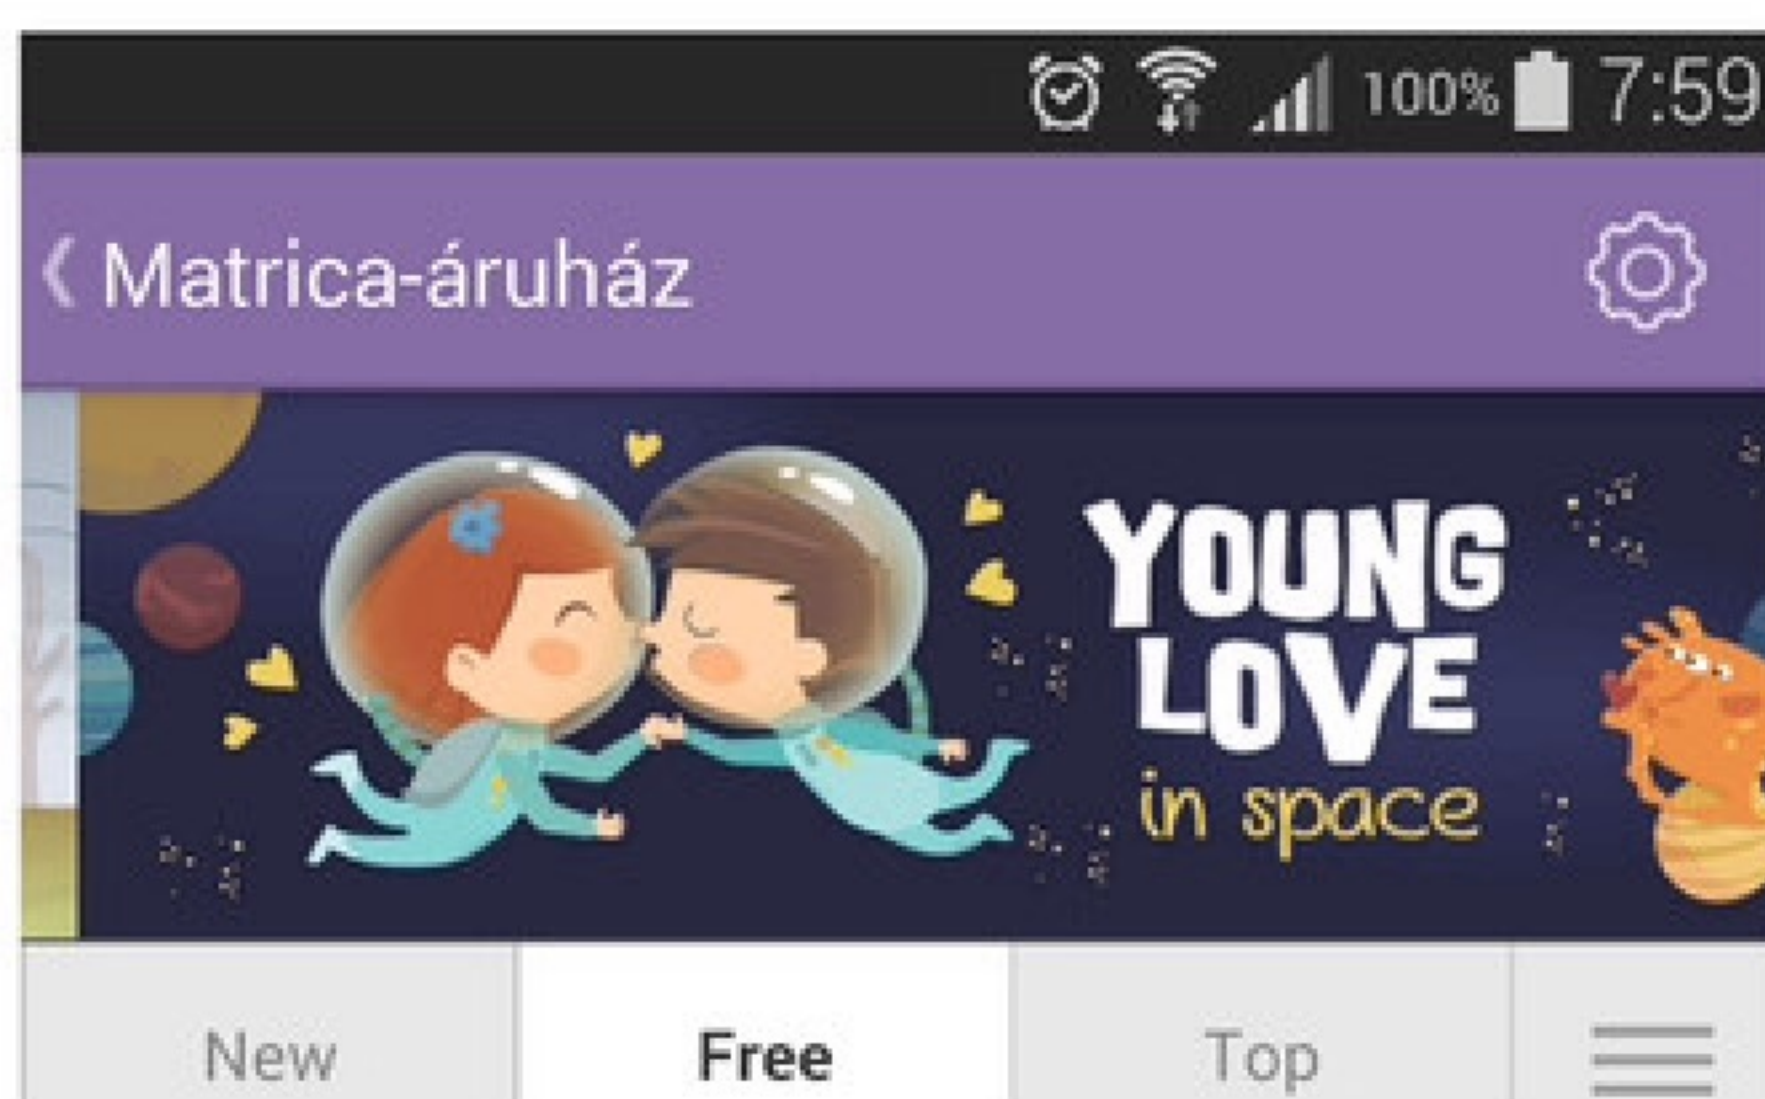 100% 7:59
Matrica-áruház
YOUNG
LOVE
in space
New Free Top